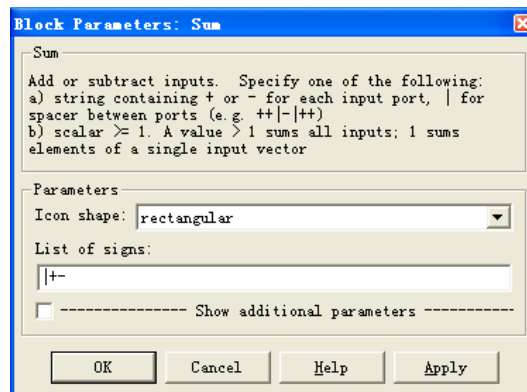 Block Parameters: Sum
Sum
Add or subtract inputs. Specify one of the following:
a) string containing + or - for each input port, | for
spacer between ports (e.g. ++|-|++)
b) scalar >= 1. A value > 1 sums all inputs; 1 sums
elements of a single input vector
Parameters
Icon shape: rectangular
List of signs:
|+-
--------------- Show additional parameters -----------
OK Cancel Help Apply